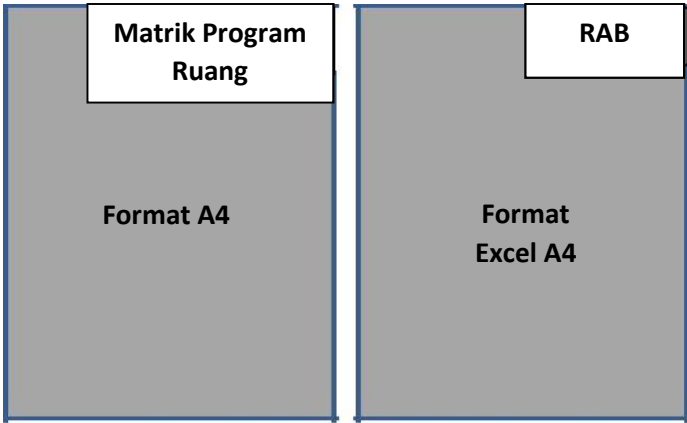 Matrik Program
Ruang
Format A4
RAB
Format
Excel A4